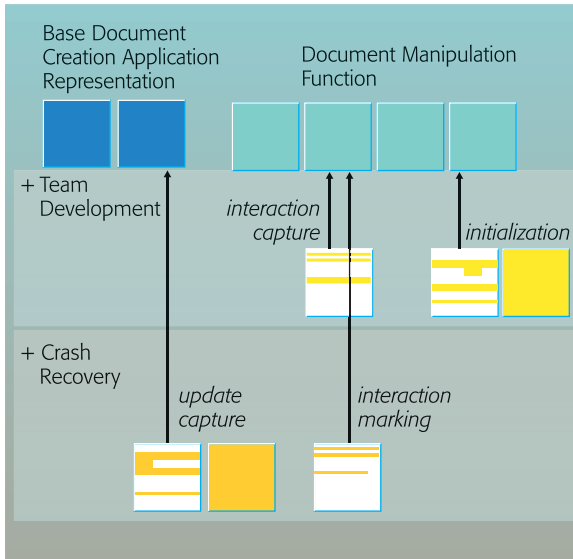 Base Document
Creation Application
Representation
Document Manipulation
Function
+ Team
Development
interaction
capture
initialization
+ Crash
Recovery
update
capture
interaction
marking